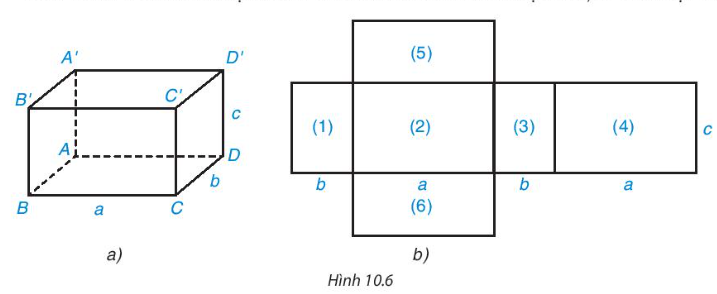 A' D'
B' C'
c
A D
b
B a C
a)
(5)
(1) (2) (3) (4) c
b a b a
(6)
b)
Hình 10.6